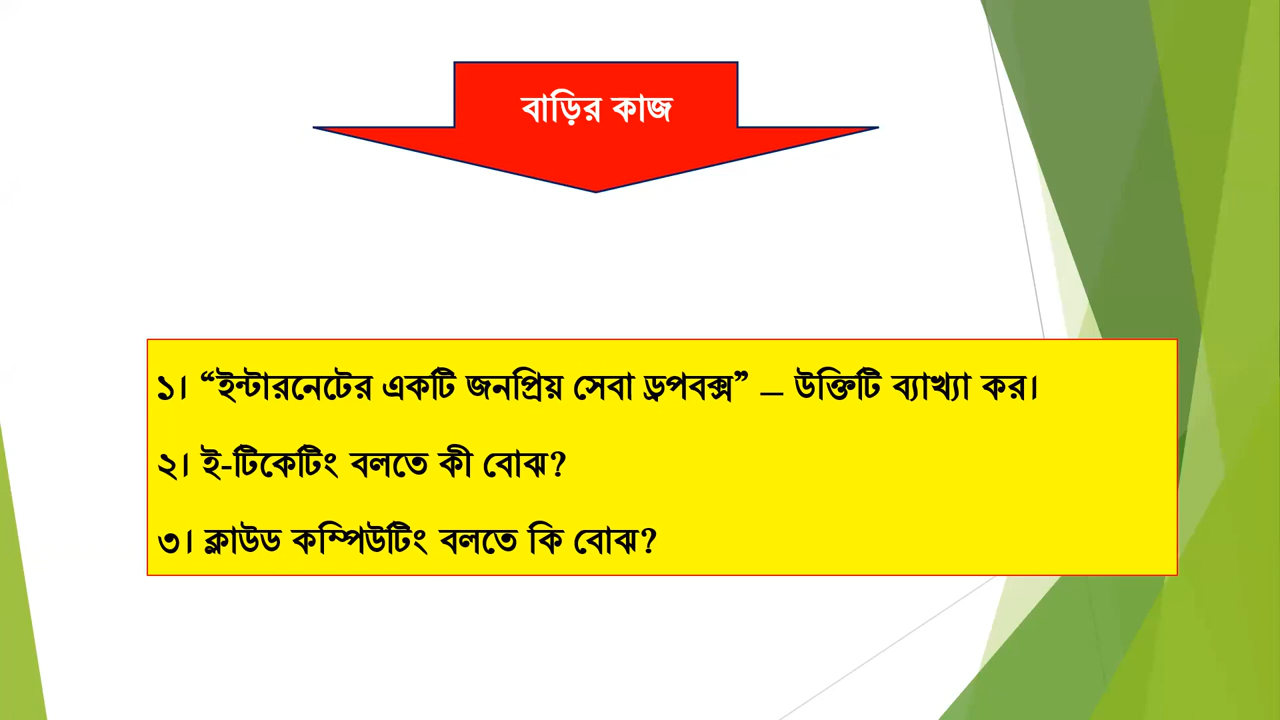 বাড়ির কাজ
১। “ইন্টারনেটের একটি জনপ্রিয় সেবা ড্রপবক্স” – উক্তিটি ব্যাখ্যা কর।
২। ই-টিকেটিং বলতে কী বোঝ?
৩। ক্লাউড কম্পিউটিং বলতে কি বোঝ?